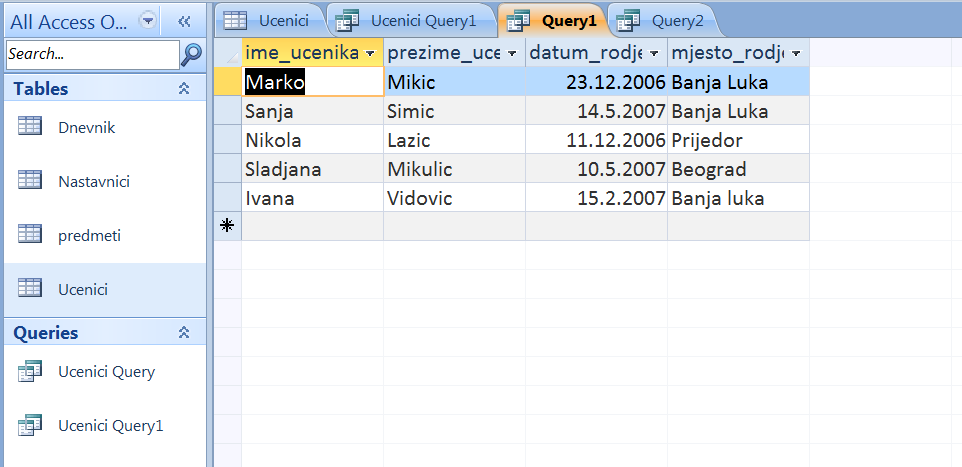 All Access O...
Search...
Tables
Dnevnik
Nastavnici
predmeti
Ucenici
Queries
Ucenici Query
Ucenici Query1
Ucenici Ucenici Query1 Query1 Query2
ime_ucenika prezime_uce datum_rodje mjesto_rodje
Marko Mikic 23.12.2006 Banja Luka
Sanja Simic 14.5.2007 Banja Luka
Nikola Lazic 11.12.2006 Prijedor
Sladjana Mikulic 10.5.2007 Beograd
Ivana Vidovic 15.2.2007 Banja luka